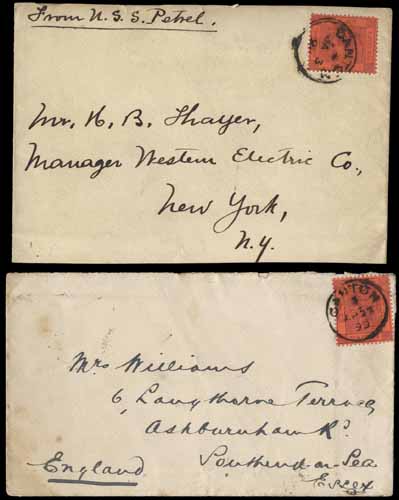 From U. S. S. Petrel.
Mr. H. B. Thayer,
Manager Western Electric Co.,
New York,
N.Y.
CANTON
Mrs Williams
6, Langthorne Terrace
Ashburnham Rd
Southend-on-Sea
Essex
England